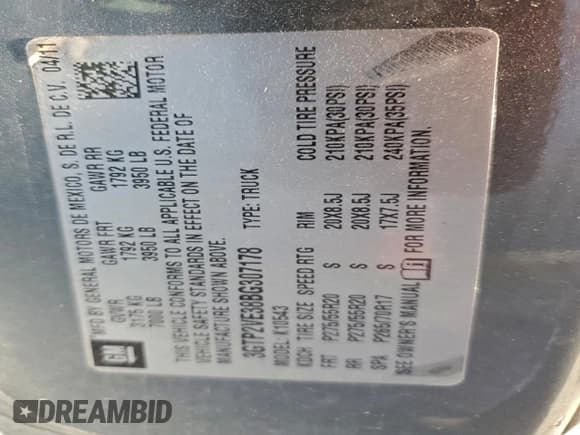 MFD BY GENERAL MOTORS DE MEXICO, S. DE R.L. DE C.V. 04/11
GVWR GAWR FRT GAWR RR
3175 KG 1792 KG 1792 KG
7000 LB 3950 LB 3950 LB
THIS VEHICLE CONFORMS TO ALL APPLICABLE U.S. FEDERAL MOTOR
VEHICLE SAFETY STANDARDS IN EFFECT ON THE DATE OF
MANUFACTURE SHOWN ABOVE.
3GTP2VE38BG307178 TYPE: TRUCK
MODEL: K10543
TIRE SIZE SPEED RTG RIM COLD TIRE PRESSURE
FRT P275/55R20 S 20X8.5J 210KPA(30PSI)
RR P275/55R20 S 20X8.5J 210KPA(30PSI)
SPA P265/70R17 S 17X7.5J 240KPA(35PSI)
SEE OWNER'S MANUAL FOR MORE INFORMATION.
GM
DREAMBID